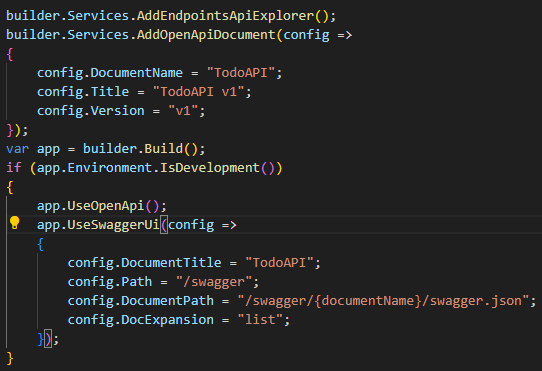 builder.Services.AddEndpointsApiExplorer();
builder.Services.AddOpenApiDocument(config =>
{
    config.DocumentName = "TodoAPI";
    config.Title = "TodoAPI v1";
    config.Version = "v1";
});
var app = builder.Build();
if (app.Environment.IsDevelopment())
{
    app.UseOpenApi();
    app.UseSwaggerUi(config =>
    {
        config.DocumentTitle = "TodoAPI";
        config.Path = "/swagger";
        config.DocumentPath = "/swagger/{documentName}/swagger.json";
        config.DocExpansion = "list";
    });
}